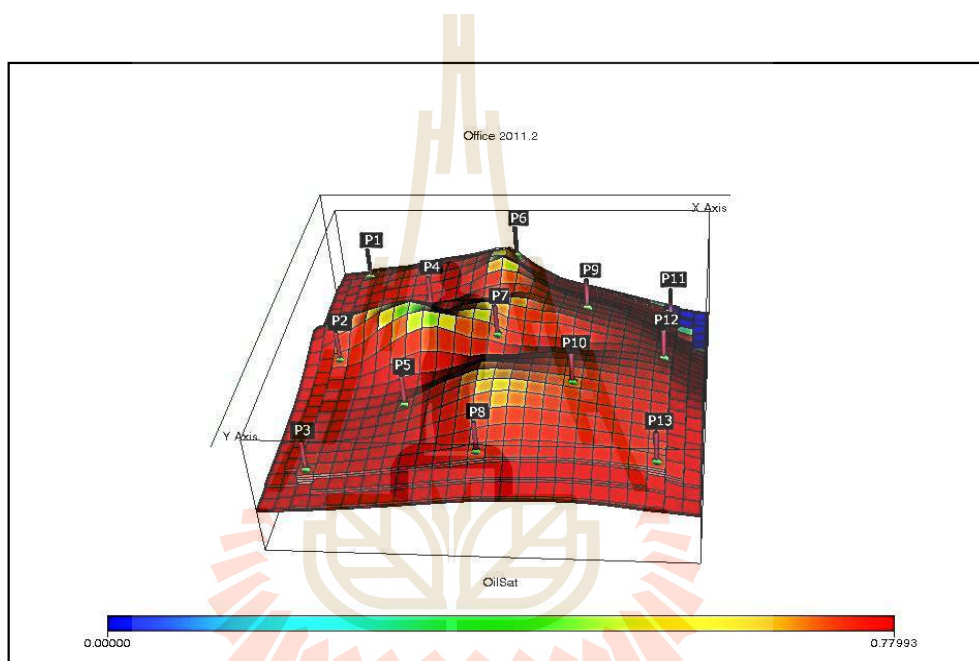 Office 2011.2
X Axis
P6
P1
P4
P9
P11
P7
P2
P12
P10
P5
P8
P13
P3
Y Axis
OilSat
0.00000
0.77993